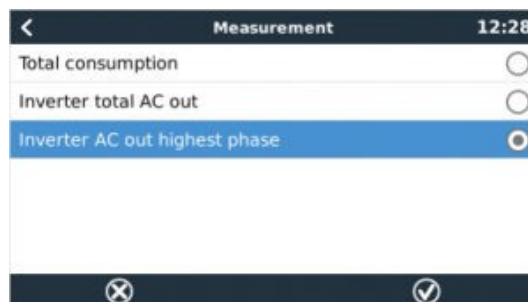 Measurement 12:28
Total consumption
Inverter total AC out
Inverter AC out highest phase